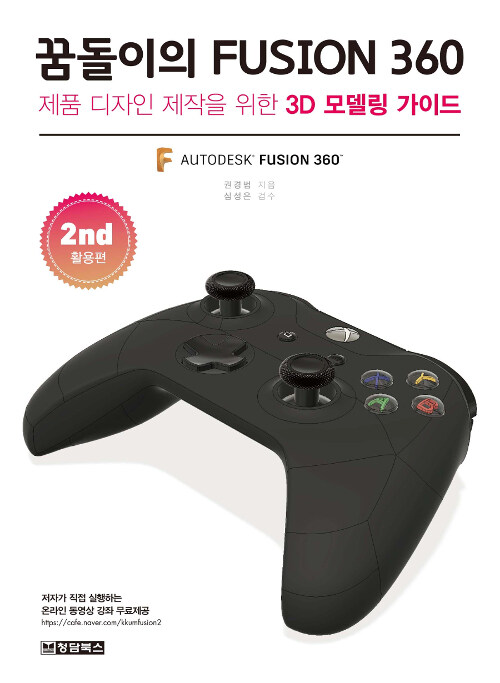 꿈돌이의 FUSION 360
제품 디자인 제작을 위한 3D 모델링 가이드
AUTODESK® FUSION 360™
권경범 지음
심성은 검수
2nd
활용편
X
Y
A
B
저자가 직접 실행하는
온라인 동영상 강좌 무료제공
https://cafe.naver.com/kkumfusion2
청담북스